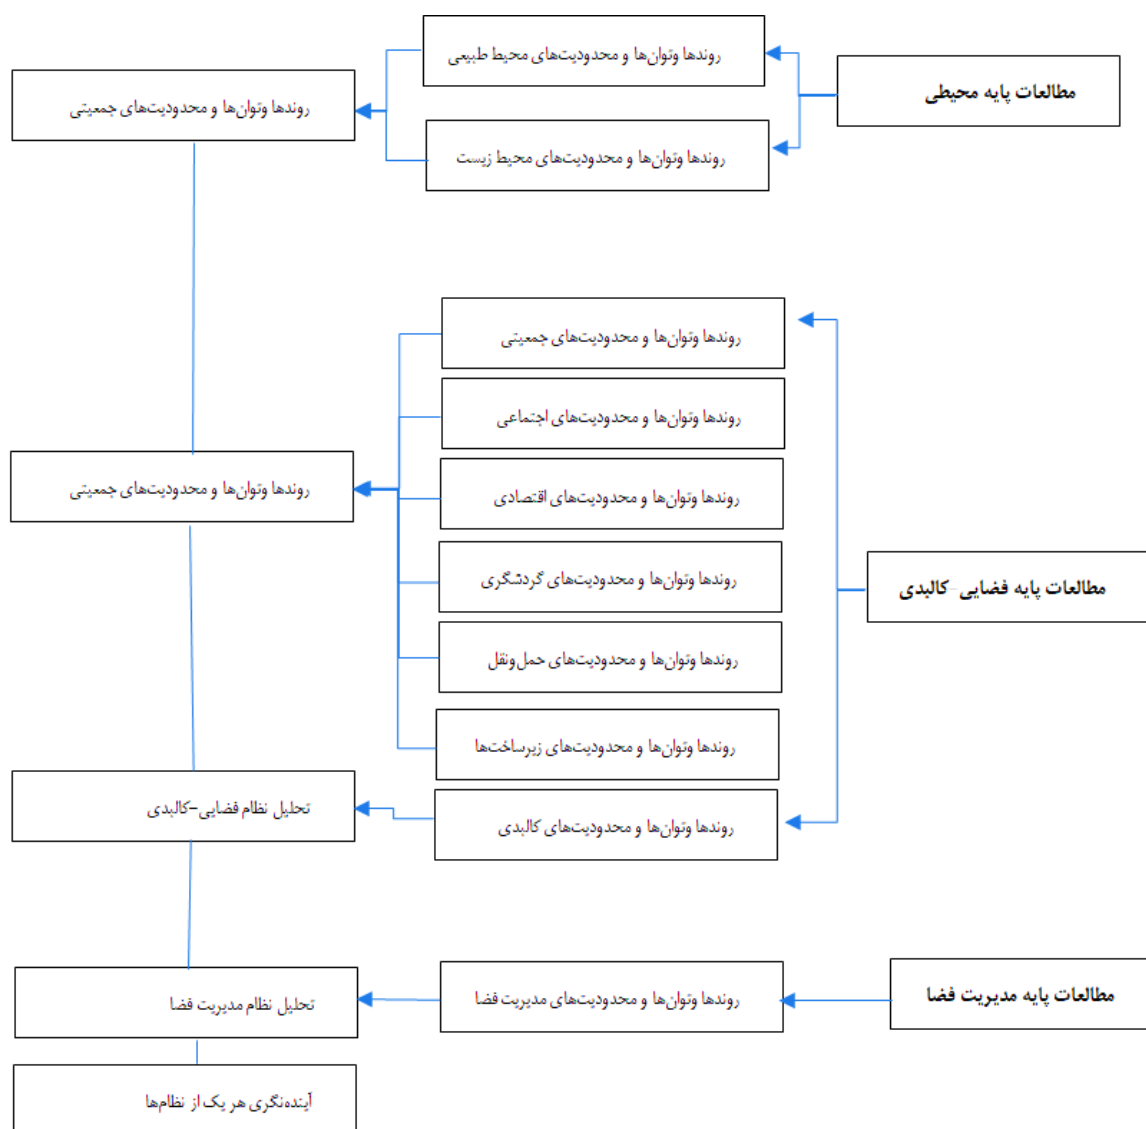 مطالعات پایه محیطی
روندها وتوان‌ها و محدودیت‌های محیط طبیعی
روندها وتوان‌ها و محدودیت‌های محیط زیست
روندها وتوان‌ها و محدودیت‌های جمعیتی
مطالعات پایه فضایی-کالبدی
روندها وتوان‌ها و محدودیت‌های جمعیتی
روندها وتوان‌ها و محدودیت‌های اجتماعی
روندها وتوان‌ها و محدودیت‌های اقتصادی
روندها وتوان‌ها و محدودیت‌های گردشگری
روندها وتوان‌ها و محدودیت‌های حمل‌ونقل
روندها وتوان‌ها و محدودیت‌های زیرساخت‌ها
روندها وتوان‌ها و محدودیت‌های کالبدی
روندها وتوان‌ها و محدودیت‌های جمعیتی
تحلیل نظام فضایی-کالبدی
مطالعات پایه مدیریت فضا
روندها وتوان‌ها و محدودیت‌های مدیریت فضا
تحلیل نظام مدیریت فضا
آینده‌نگری هر یک از نظام‌ها